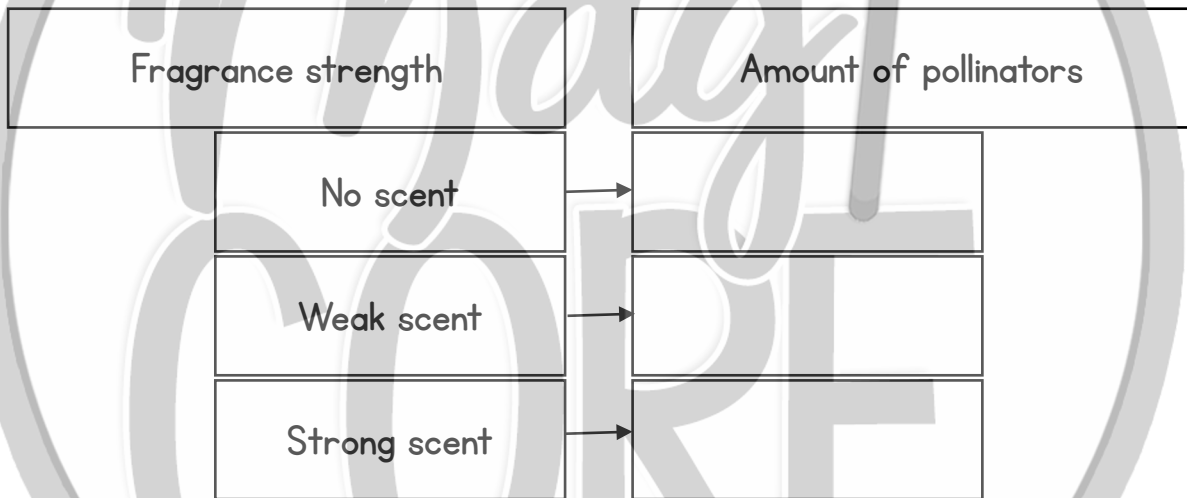 Fragrance strength
Amount of pollinators
No scent
Weak scent
Strong scent